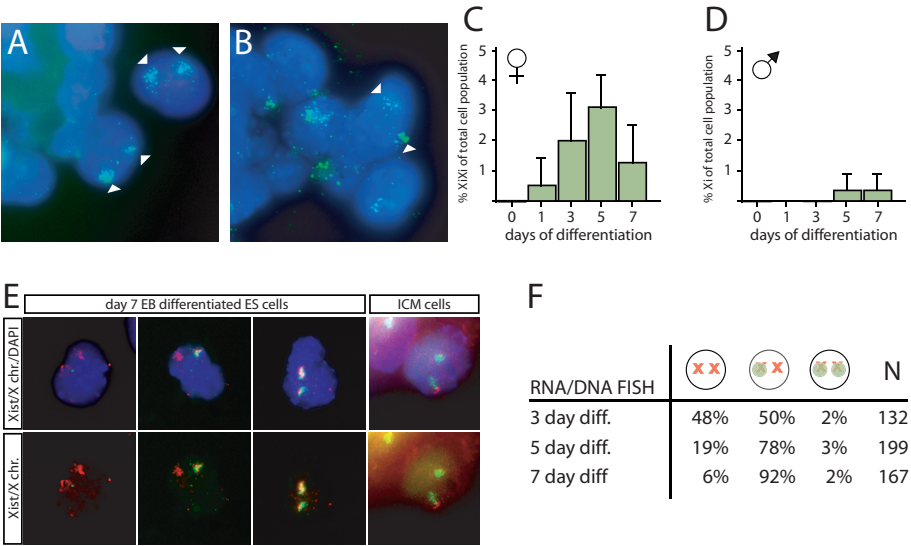 A
B
C
% XiXi of total cell population
5
4
3
2
1
0 1 3 5 7
days of differentiation
D
% Xi of total cell population
5
4
3
2
1
0 1 3 5 7
days of differentiation
E
day 7 EB differentiated ES cells
ICM cells
Xist/X chr./DAPI
Xist/X chr.
F
RNA/DNA FISH X X X X X X N
3 day diff. 48% 50% 2% 132
5 day diff. 19% 78% 3% 199
7 day diff 6% 92% 2% 167